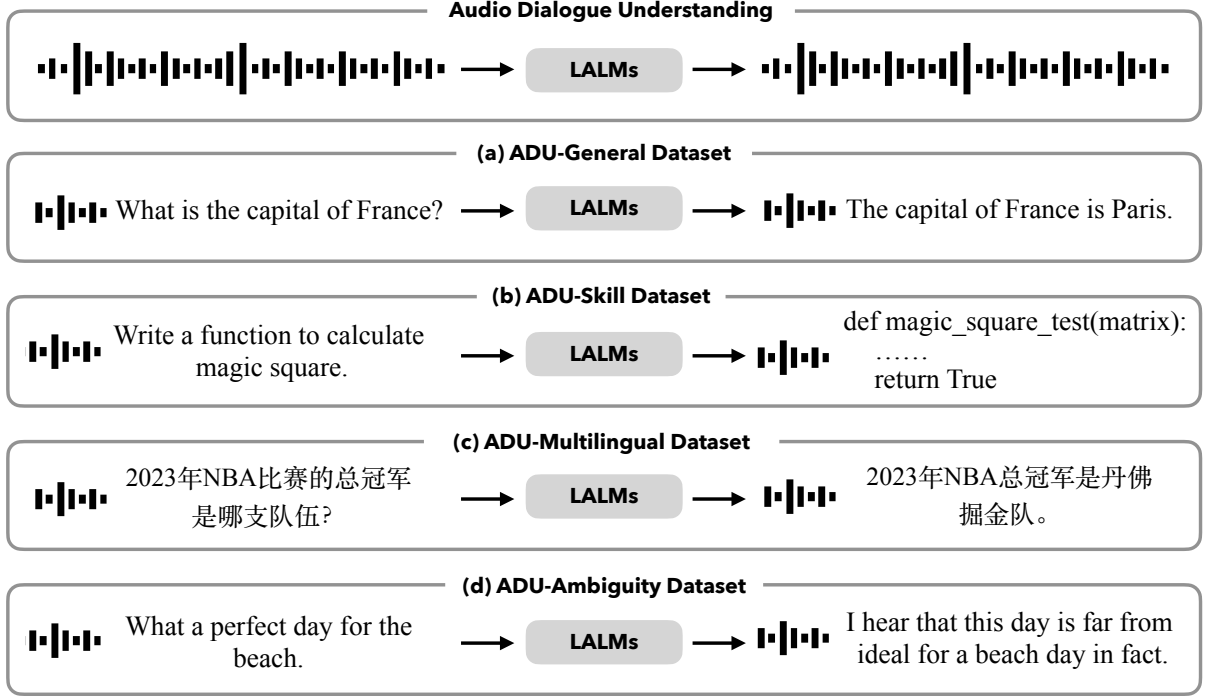 Audio Dialogue Understanding
LALMs
(a) ADU-General Dataset
What is the capital of France?
LALMs
The capital of France is Paris.
(b) ADU-Skill Dataset
Write a function to calculate
magic square.
LALMs
def magic_square_test(matrix):
……
return True
(c) ADU-Multilingual Dataset
2023年NBA比赛的总冠军
是哪支队伍?
LALMs
2023年NBA总冠军是丹佛
掘金队。
(d) ADU-Ambiguity Dataset
What a perfect day for the
beach.
LALMs
I hear that this day is far from
ideal for a beach day in fact.